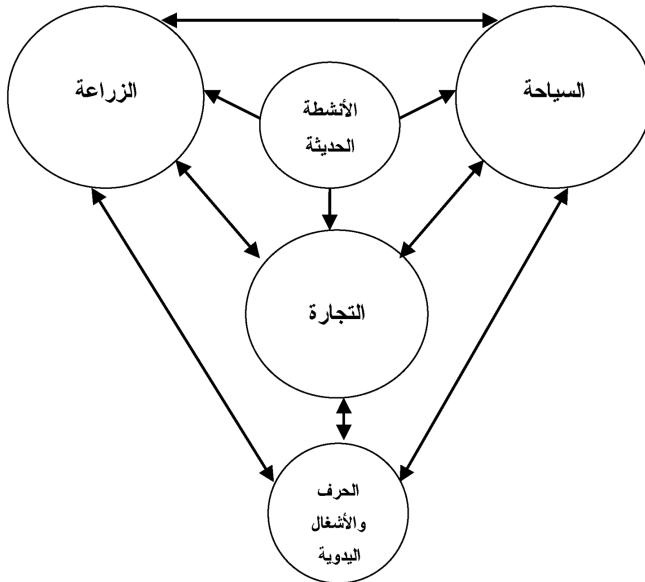 السياحة
الزراعة
الأنشطة
الحديثة
التجارة
الحرف
والأشغال
اليدوية